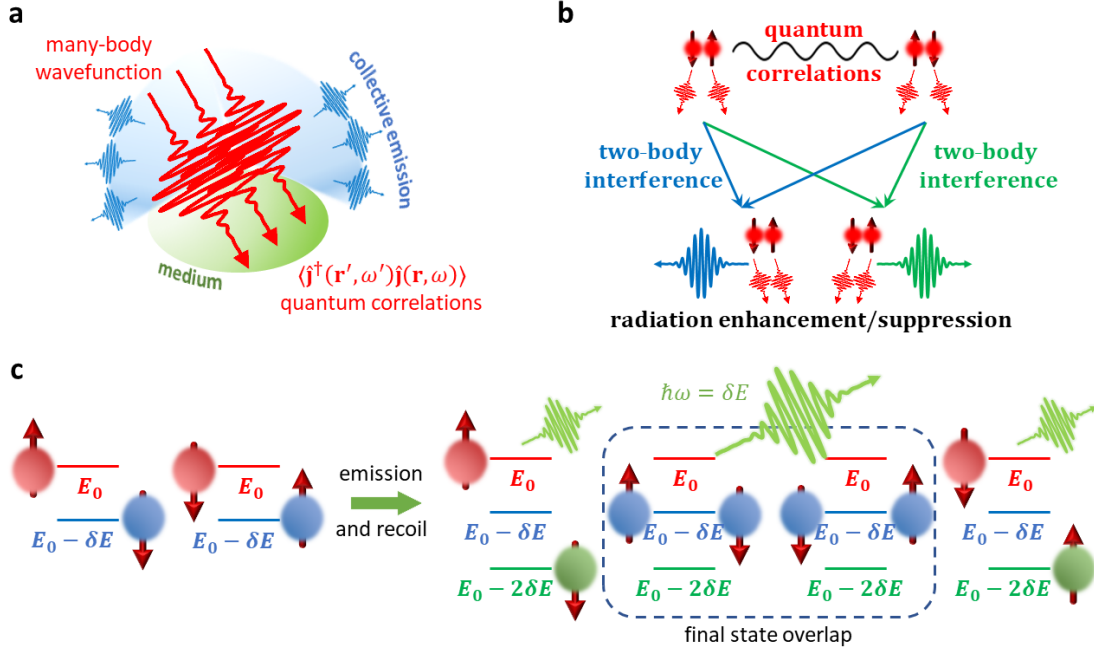 a
many-body
wavefunction
collective emission
medium
⟨ĵ†(r′, ω′)ĵ(r, ω)⟩
quantum correlations
b
quantum
correlations
two-body
interference
two-body
interference
radiation enhancement/suppression
c
E₀
E₀ − δE
E₀
E₀ − δE
emission
and recoil
ħω = δE
E₀
E₀ − δE
E₀ − 2δE
E₀
E₀ − δE
E₀ − 2δE
E₀
E₀ − δE
E₀ − 2δE
E₀
E₀ − δE
E₀ − 2δE
final state overlap